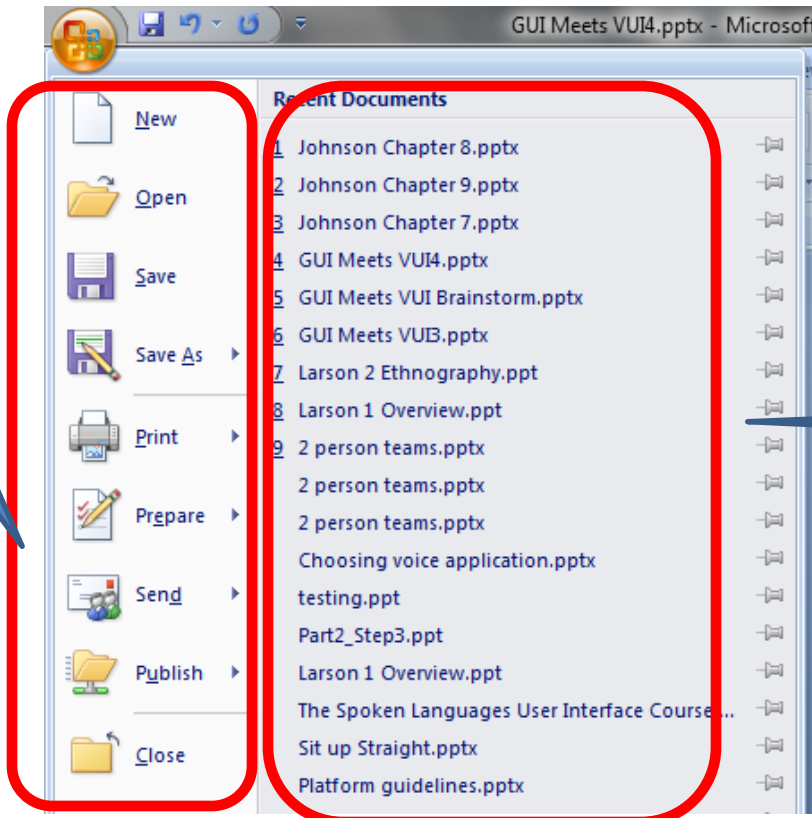 GUI Meets VUI4.pptx - Microsoft
New
Open
Save
Save As
Print
Prepare
Send
Publish
Close
Recent Documents
1 Johnson Chapter 8.pptx
2 Johnson Chapter 9.pptx
3 Johnson Chapter 7.pptx
4 GUI Meets VUI4.pptx
5 GUI Meets VUI Brainstorm.pptx
6 GUI Meets VUI3.pptx
7 Larson 2 Ethnography.ppt
8 Larson 1 Overview.ppt
9 2 person teams.pptx
2 person teams.pptx
2 person teams.pptx
Choosing voice application.pptx
testing.ppt
Part2_Step3.ppt
Larson 1 Overview.ppt
The Spoken Languages User Interface Course...
Sit up Straight.pptx
Platform guidelines.pptx